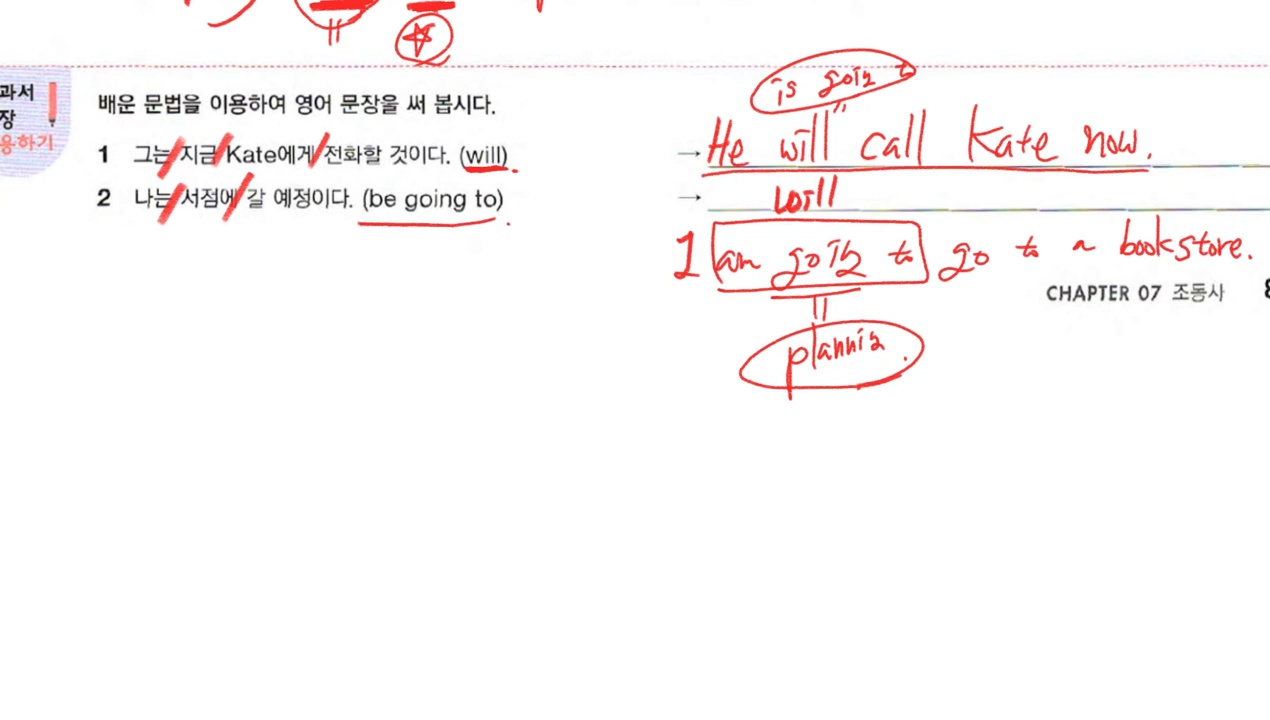 과서
장
용하기
배운 문법을 이용하여 영어 문장을 써 봅시다.
is going to
1 그는 지금 Kate에게 전화할 것이다. (will) → He will call Kate now.
2 나는 서점에 갈 예정이다. (be going to) → will
I am going to go to a bookstore.
CHAPTER 07 조동사
planning